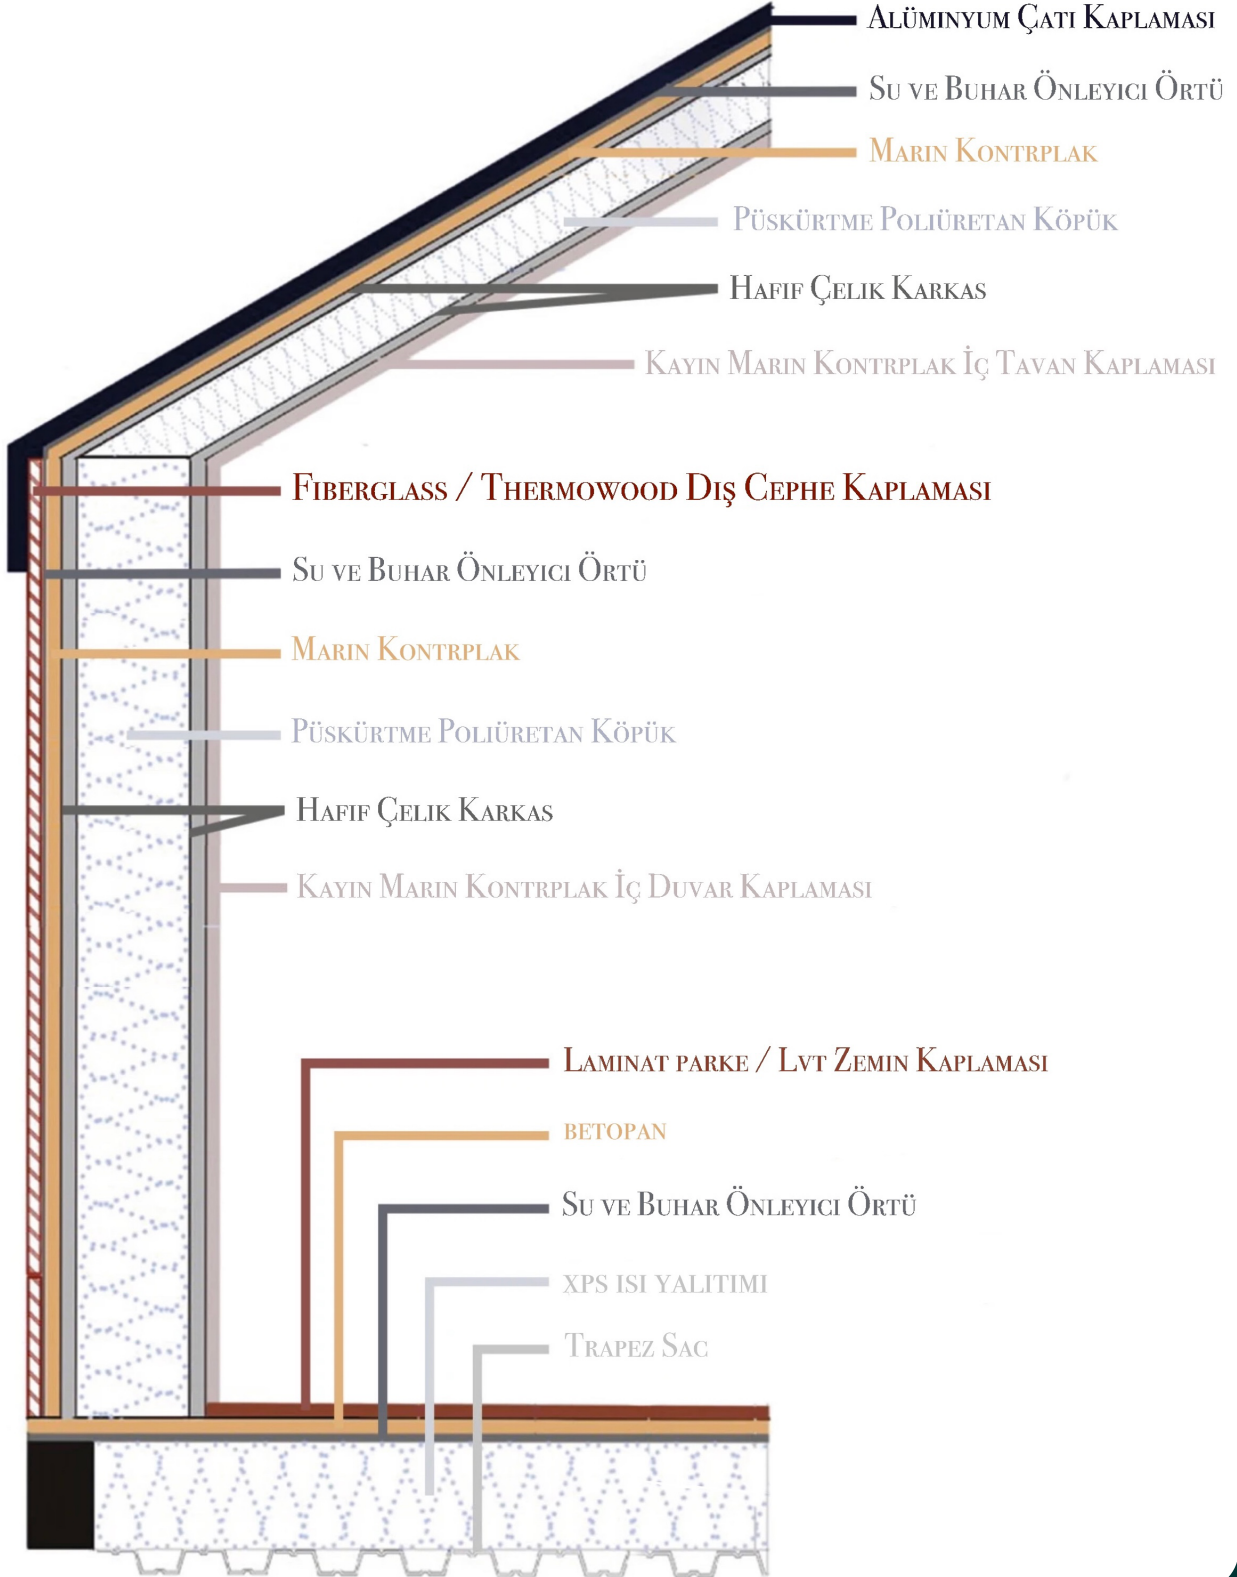 Alüminyum Çatı Kaplaması
Su ve Buhar Önleyici Örtü
Marin Kontrplak
Püskürtme Poliüretan Köpük
Hafif Çelik Karkas
Kayın Marin Kontrplak İç Tavan Kaplaması
Fiberglass / Thermowood Dış Cephe Kaplaması
Su ve Buhar Önleyici Örtü
Marin Kontrplak
Püskürtme Poliüretan Köpük
Hafif Çelik Karkas
Kayın Marin Kontrplak İç Duvar Kaplaması
Laminat parke / Lvt Zemin Kaplaması
betopan
Su ve Buhar Önleyici Örtü
xps ısı yalıtımı
Trapez Sac